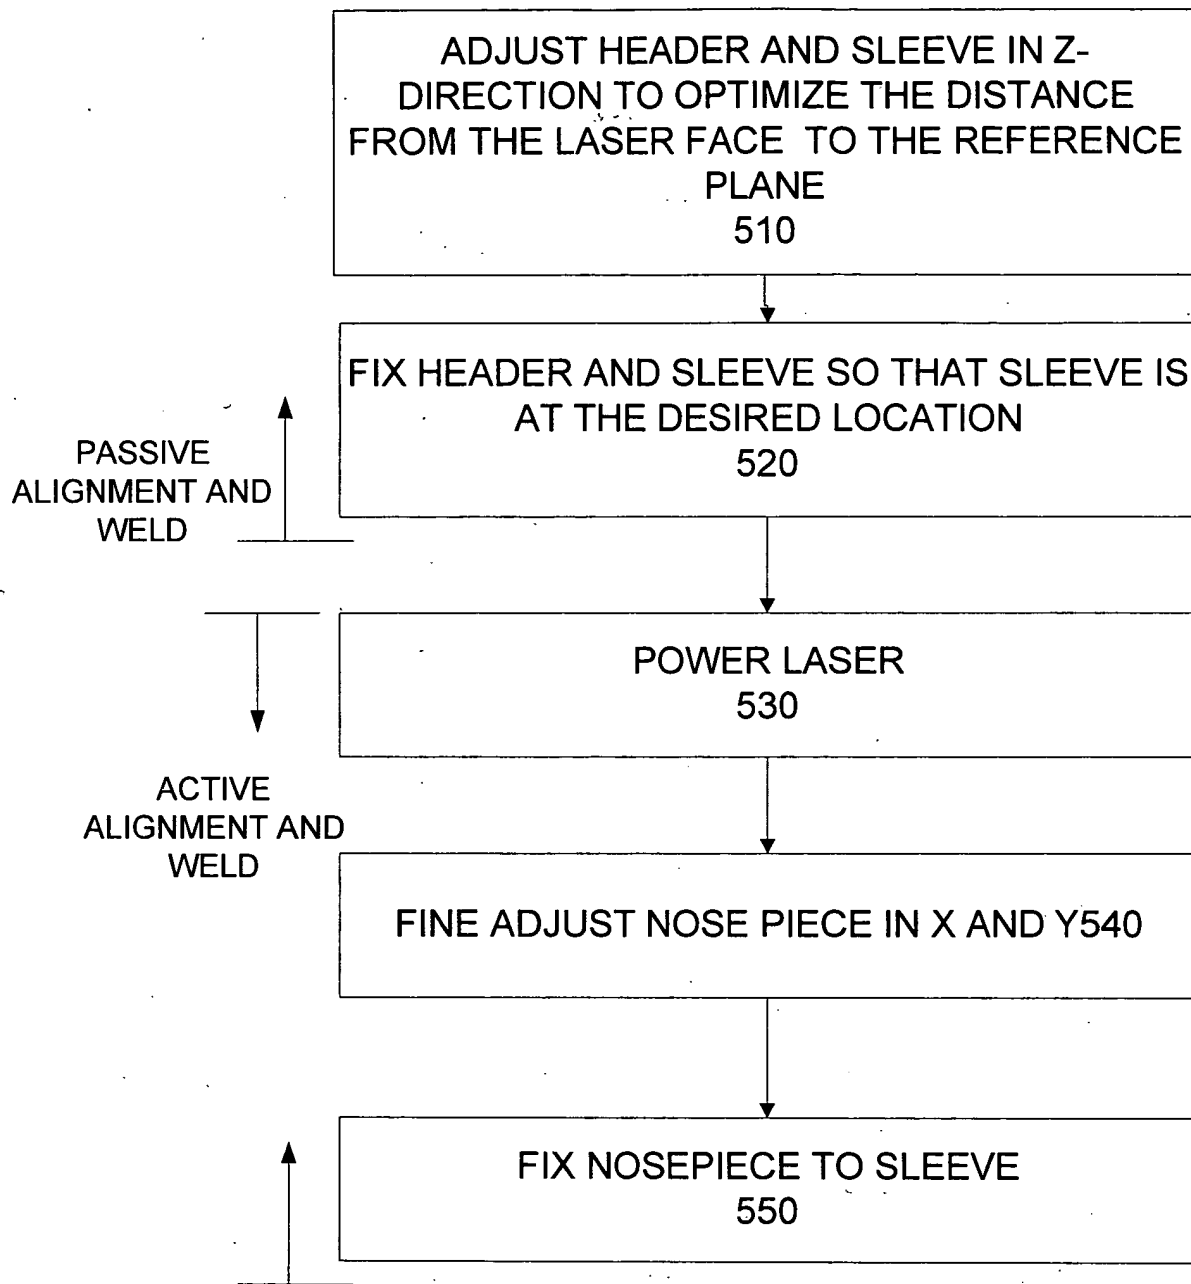 ADJUST HEADER AND SLEEVE IN Z-
DIRECTION TO OPTIMIZE THE DISTANCE
FROM THE LASER FACE TO THE REFERENCE
PLANE
510
FIX HEADER AND SLEEVE SO THAT SLEEVE IS
AT THE DESIRED LOCATION
520
PASSIVE
ALIGNMENT AND
WELD
POWER LASER
530
ACTIVE
ALIGNMENT AND
WELD
FINE ADJUST NOSE PIECE IN X AND Y540
FIX NOSEPIECE TO SLEEVE
550